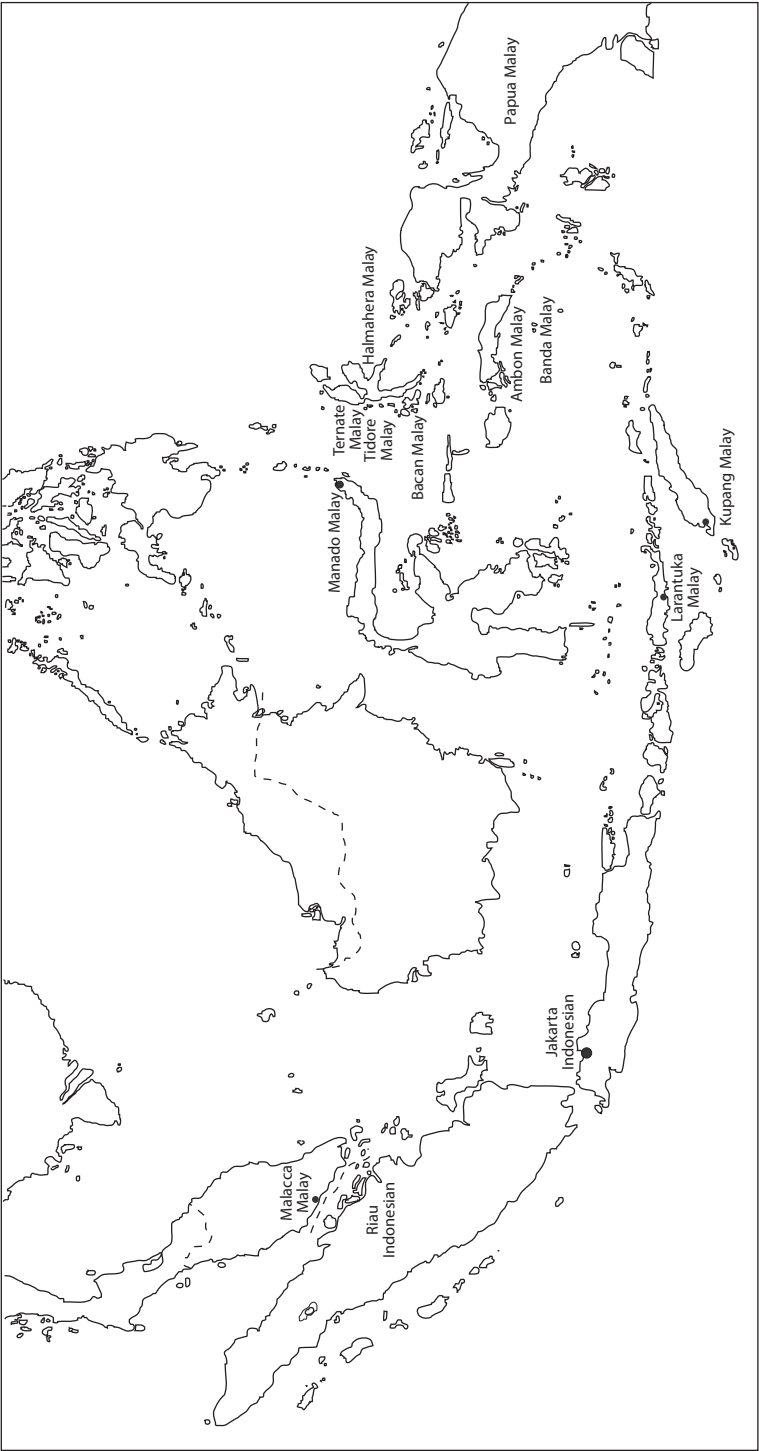 Malacca
Malay
Riau
Indonesian
Jakarta
Indonesian
Manado Malay
Ternate
Malay
Tidore
Malay
Halmahera Malay
Bacan Malay
Ambon Malay
Banda Malay
Papua Malay
Larantuka
Malay
Kupang Malay